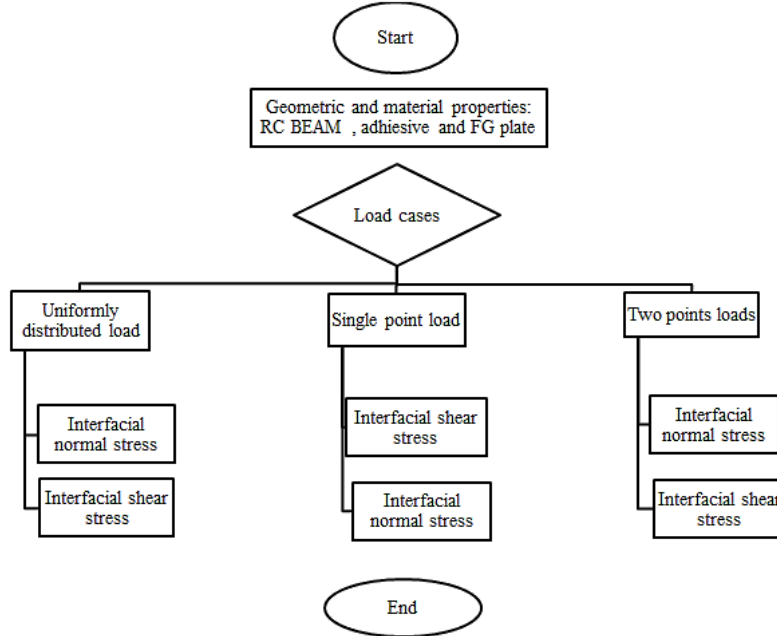 Start
Geometric and material properties:
RC BEAM , adhiesive and FG plate
Load cases
Uniformly
distributed load
Single point load
Two points loads
Interfacial
normal stress
Interfacial shear
stress
Interfacial shear
stress
Interfacial
normal stress
Interfacial
normal stress
Interfacial shear
stress
End